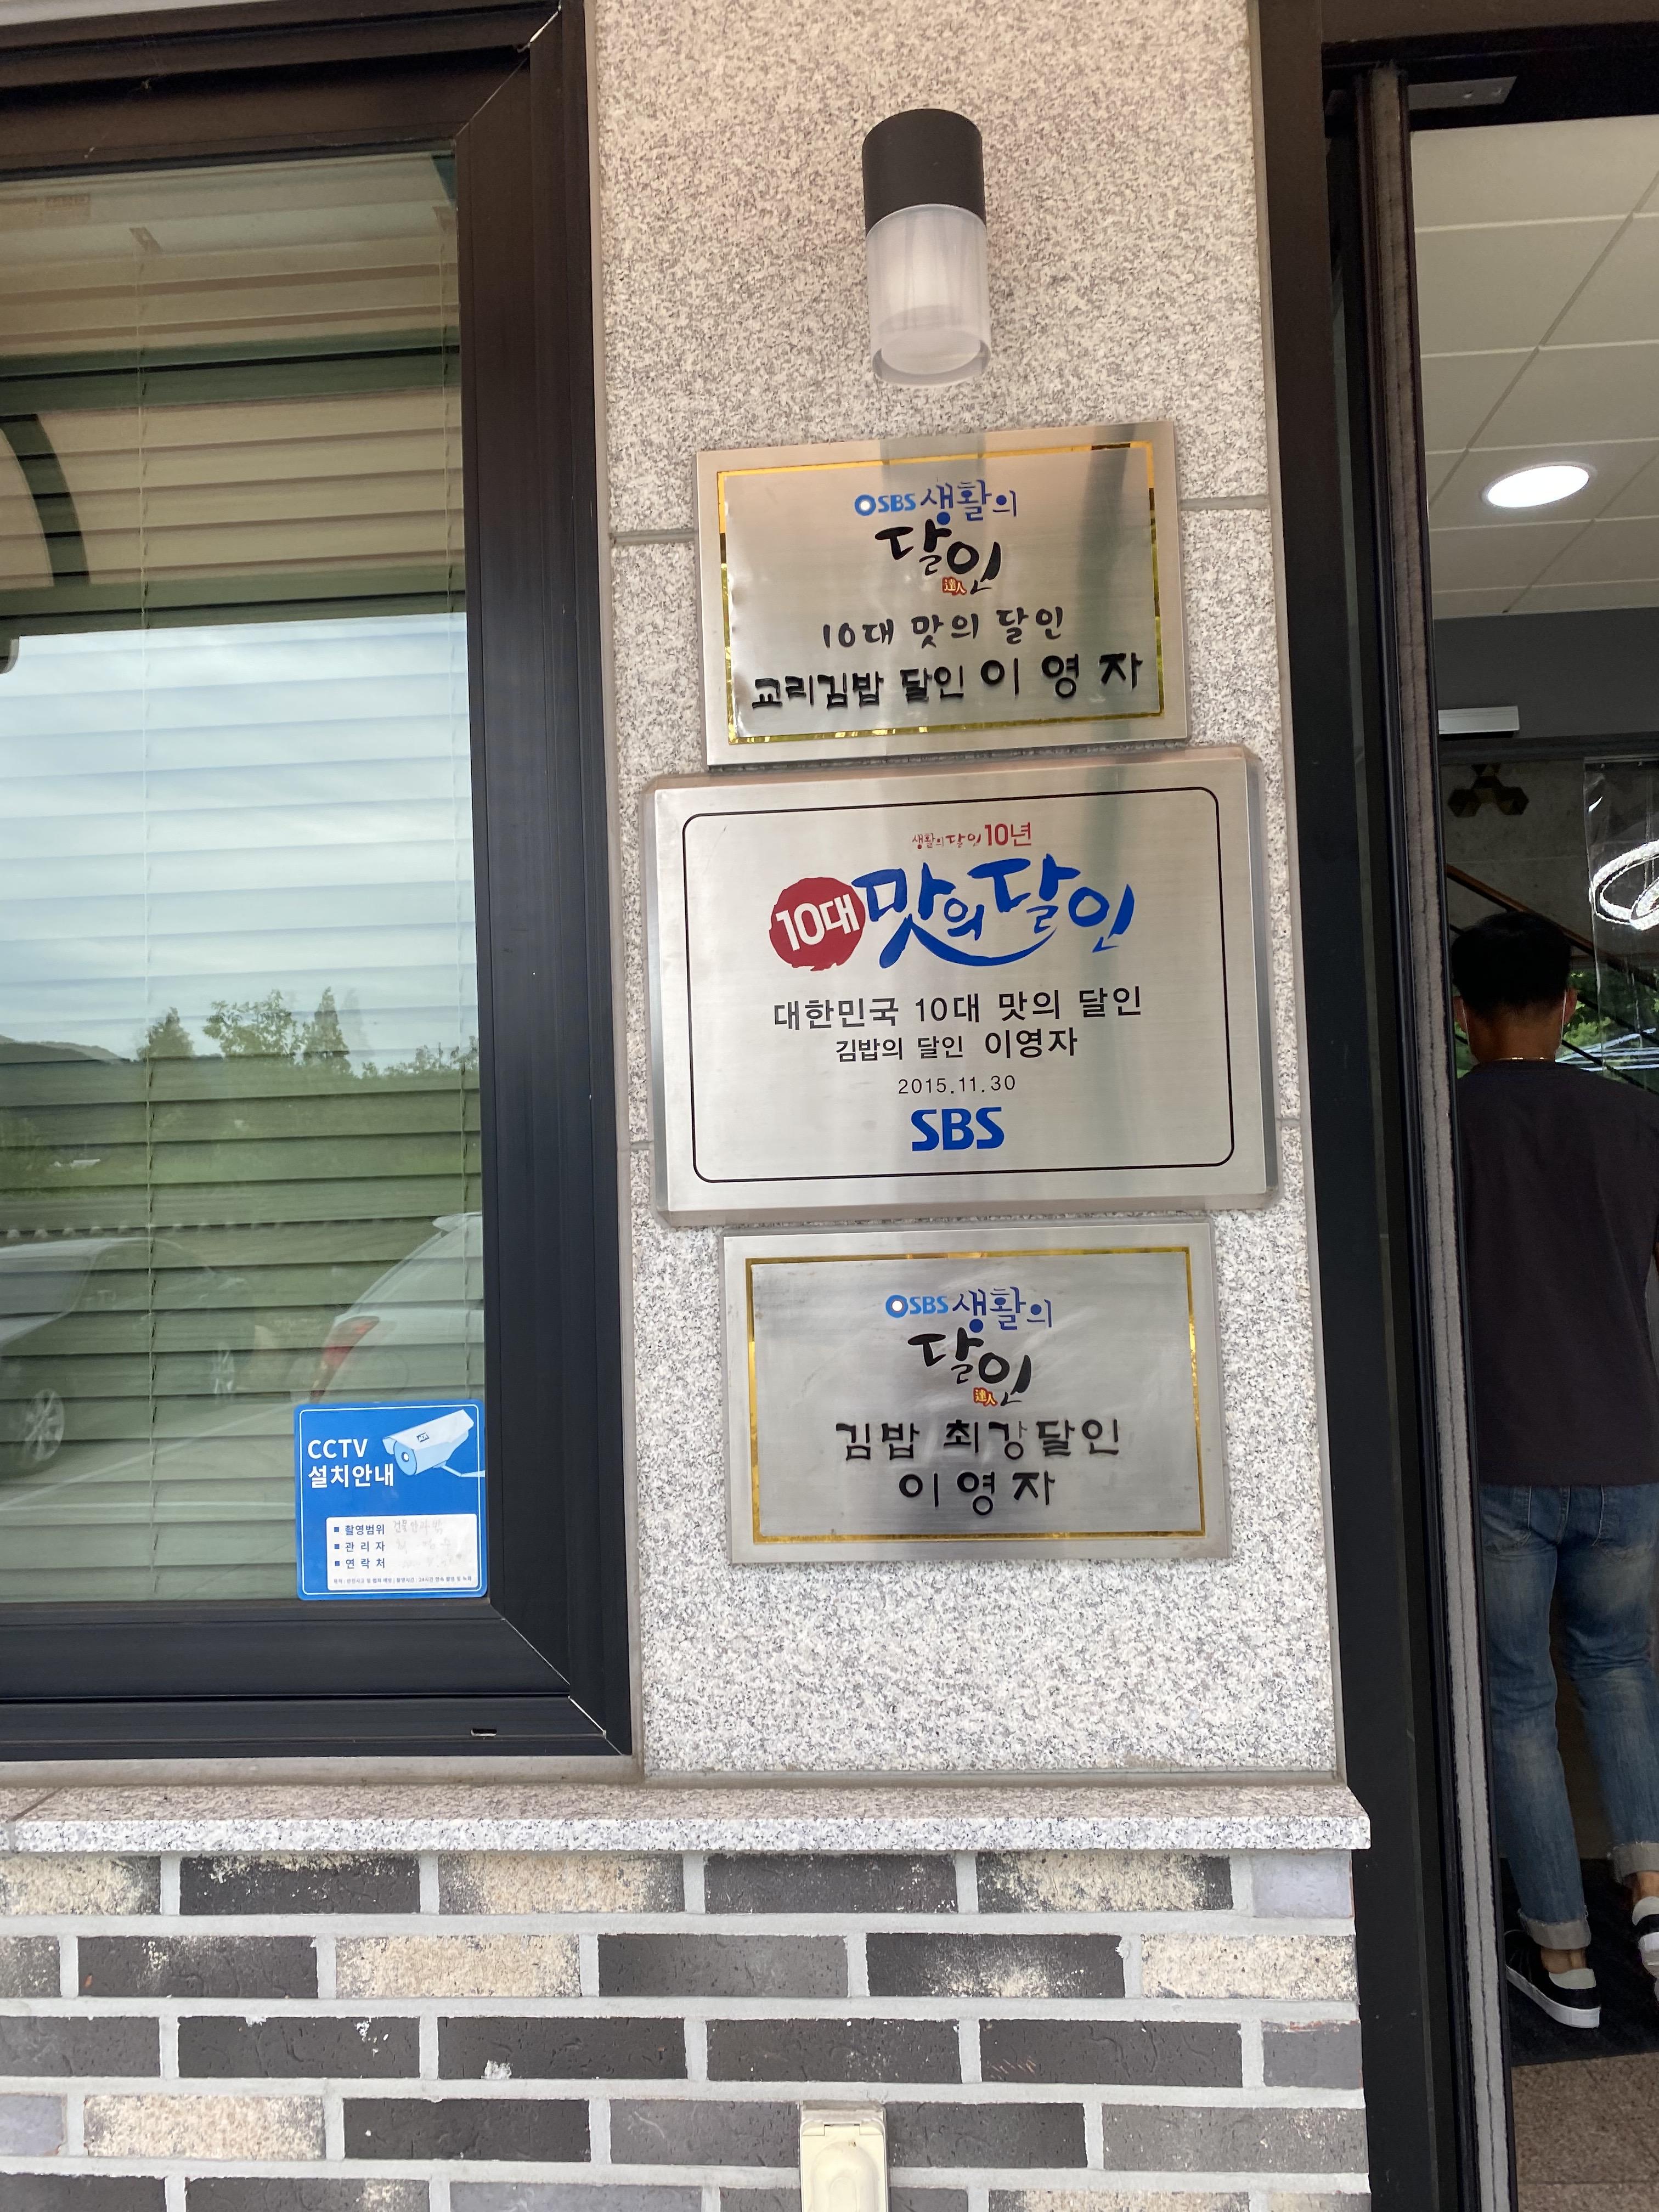 SBS 생활의
달인
達人
10대 맛의 달인
교리김밥 달인 이영자
생활의 달인 10년
10대 맛의 달인
대한민국 10대 맛의 달인
김밥의 달인 이영자
2015.11.30
SBS
SBS 생활의
달인
達人
김밥 최강달인
이영자
CCTV
설치안내
촬영범위
관리자
연락처